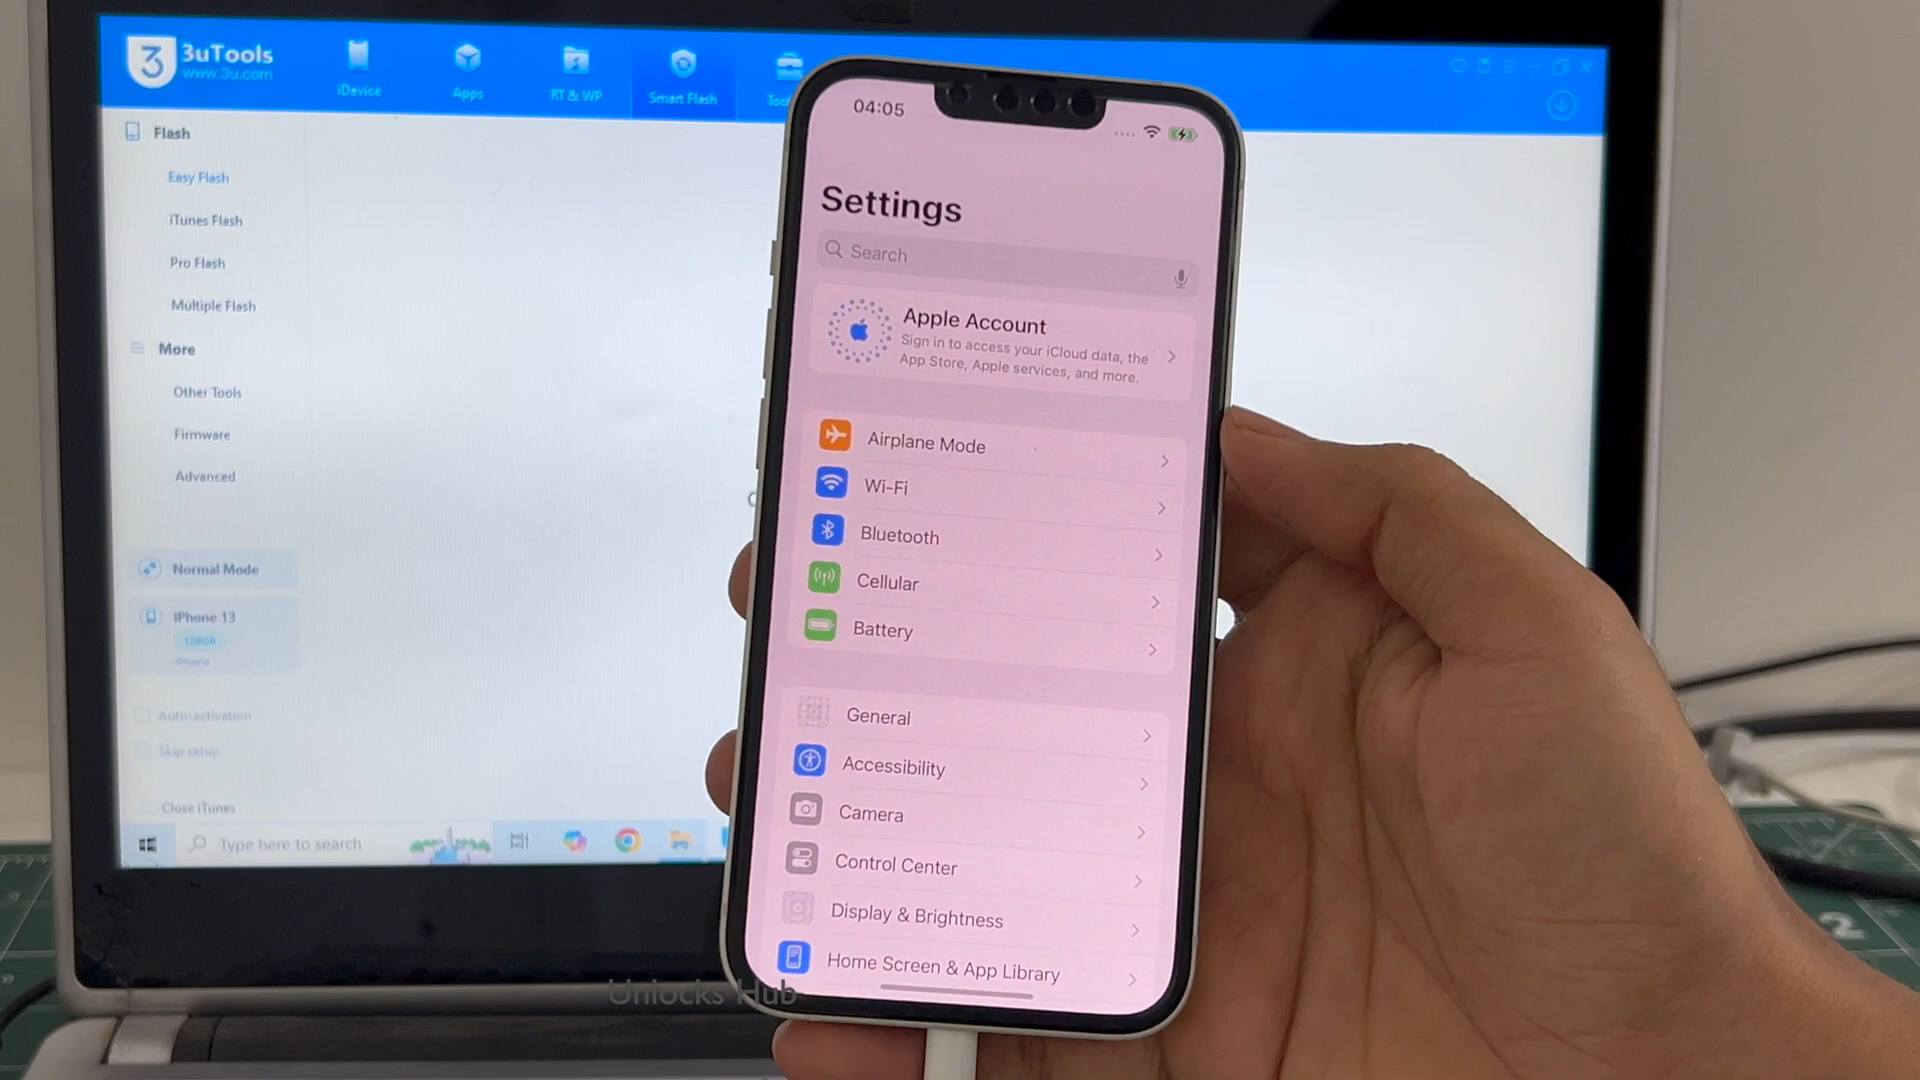 3uTools
www.3u.com
iDevice
Apps
RT & WP
Smart Flash
Flash
Easy Flash
iTunes Flash
Pro Flash
Multiple Flash
More
Other Tools
Firmware
Advanced
Normal Mode
iPhone 13
128GB
iPhone
Auto-activation
Skip setup
Close iTunes
Type here to search
04:05
Settings
Search
Apple Account
Sign in to access your iCloud data, the
App Store, Apple services, and more.
Airplane Mode
Wi-Fi
Bluetooth
Cellular
Battery
General
Accessibility
Camera
Control Center
Display & Brightness
Home Screen & App Library
Unlocks Hub
2